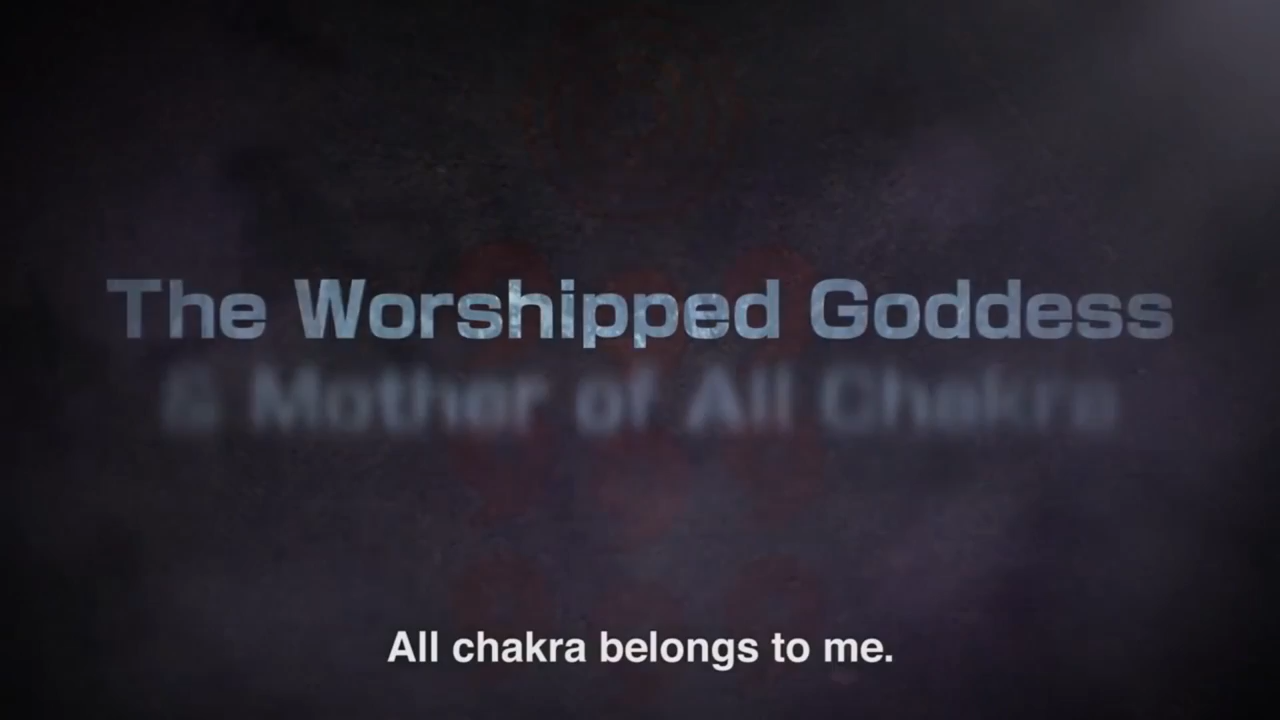 The Worshipped Goddess
& Mother of All Chakra
All chakra belongs to me.